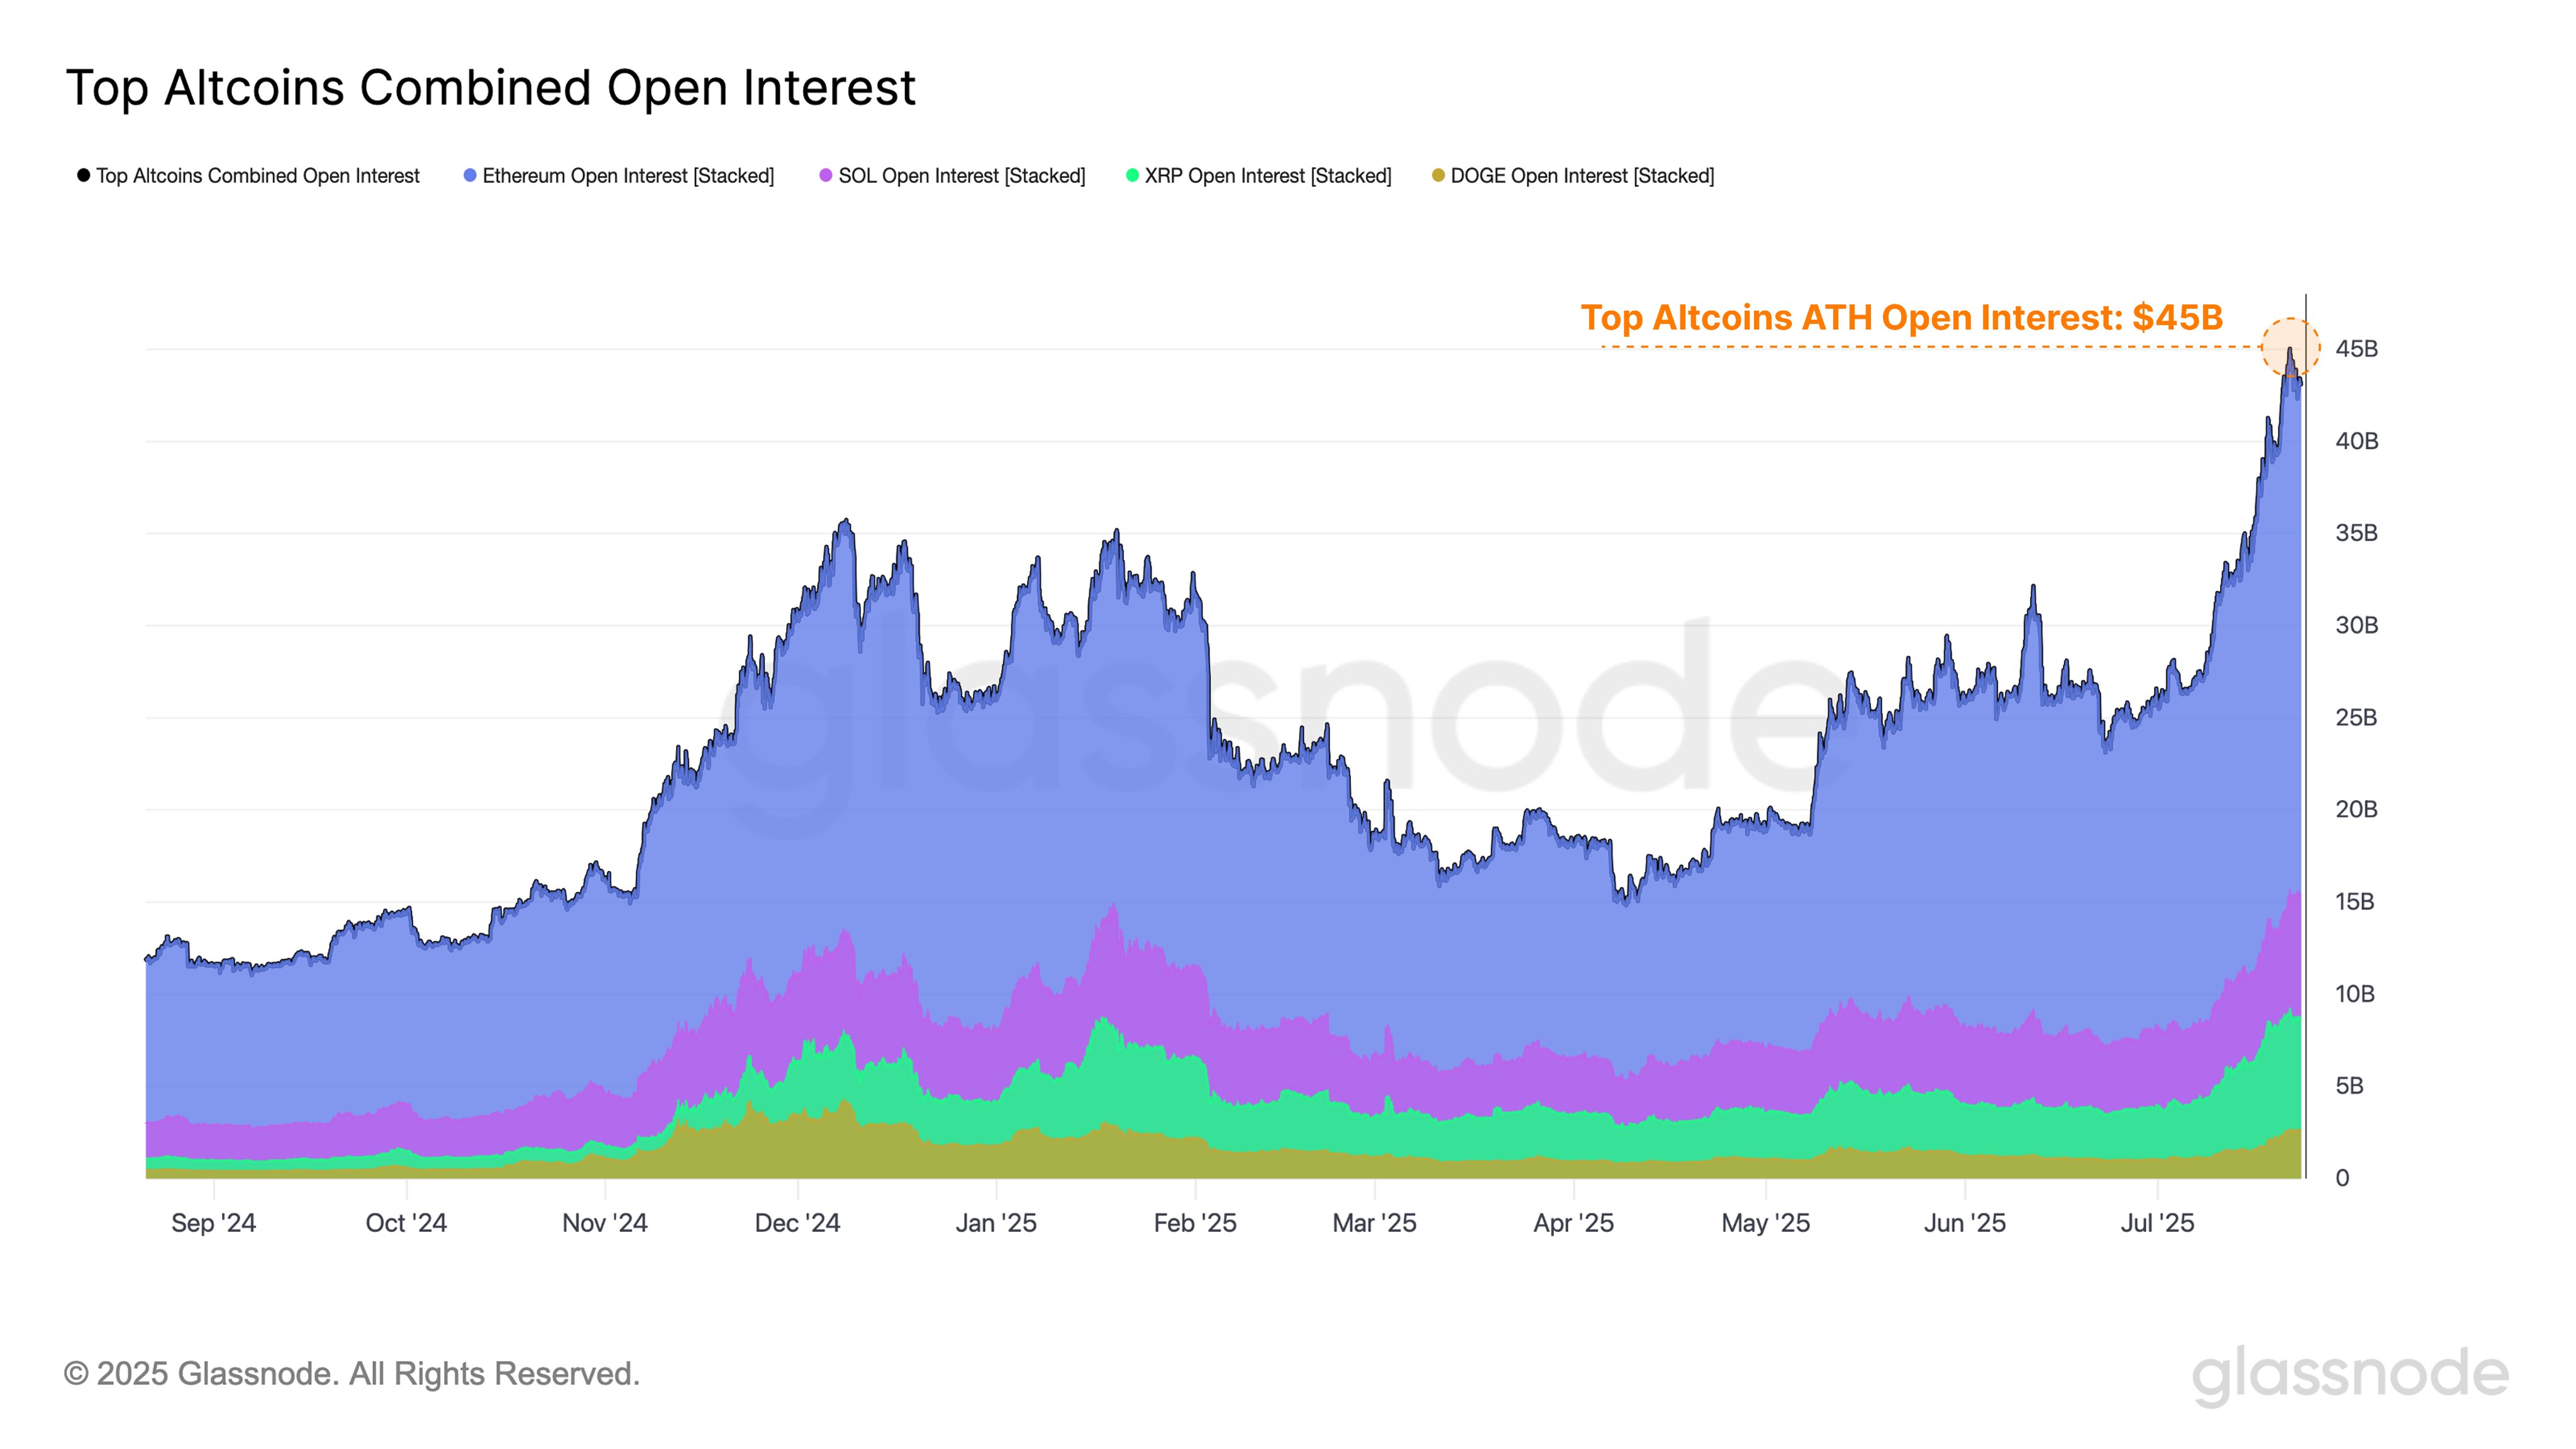 Top Altcoins Combined Open Interest
Top Altcoins Combined Open Interest
Ethereum Open Interest [Stacked]
SOL Open Interest [Stacked]
XRP Open Interest [Stacked]
DOGE Open Interest [Stacked]
Top Altcoins ATH Open Interest: $45B
45B
40B
35B
30B
25B
20B
15B
10B
5B
0
glassnode
Sep '24
Oct '24
Nov '24
Dec '24
Jan '25
Feb '25
Mar '25
Apr '25
May '25
Jun '25
Jul '25
© 2025 Glassnode. All Rights Reserved.
glassnode